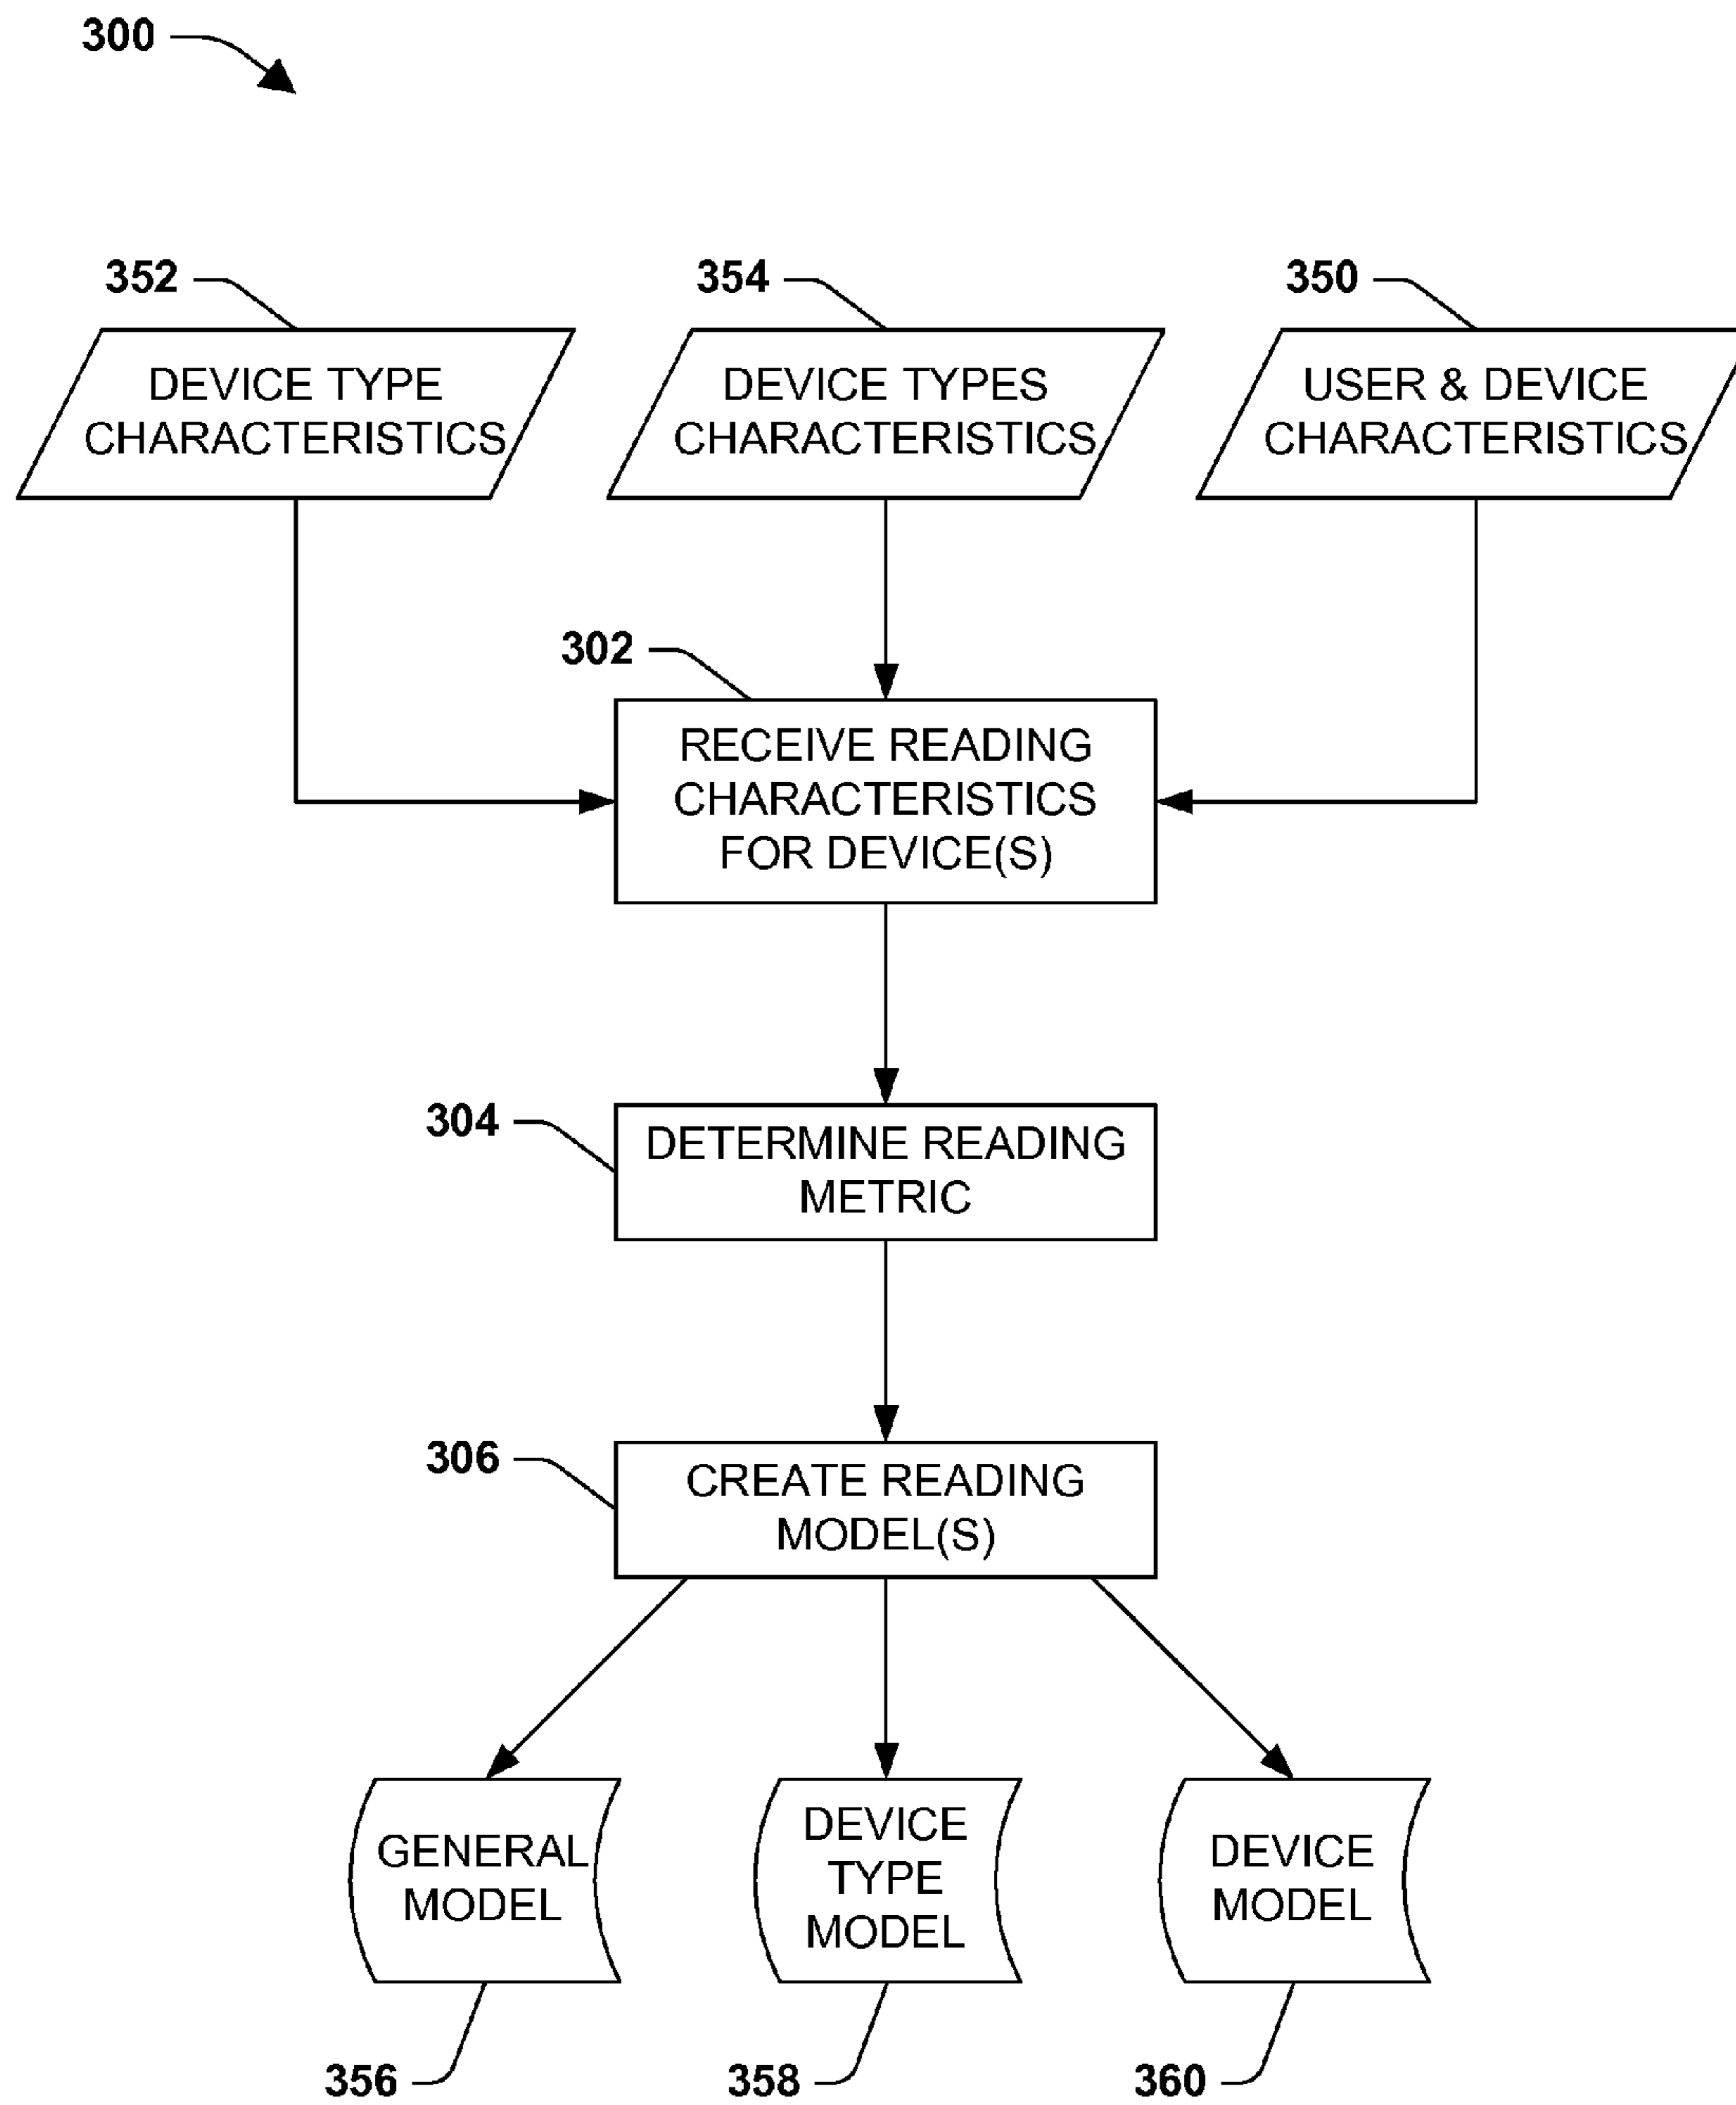 300
352
DEVICE TYPE
CHARACTERISTICS
354
DEVICE TYPES
CHARACTERISTICS
350
USER & DEVICE
CHARACTERISTICS
302
RECEIVE READING
CHARACTERISTICS
FOR DEVICE(S)
304
DETERMINE READING
METRIC
306
CREATE READING
MODEL(S)
GENERAL
MODEL
356
DEVICE
TYPE
MODEL
358
DEVICE
MODEL
360